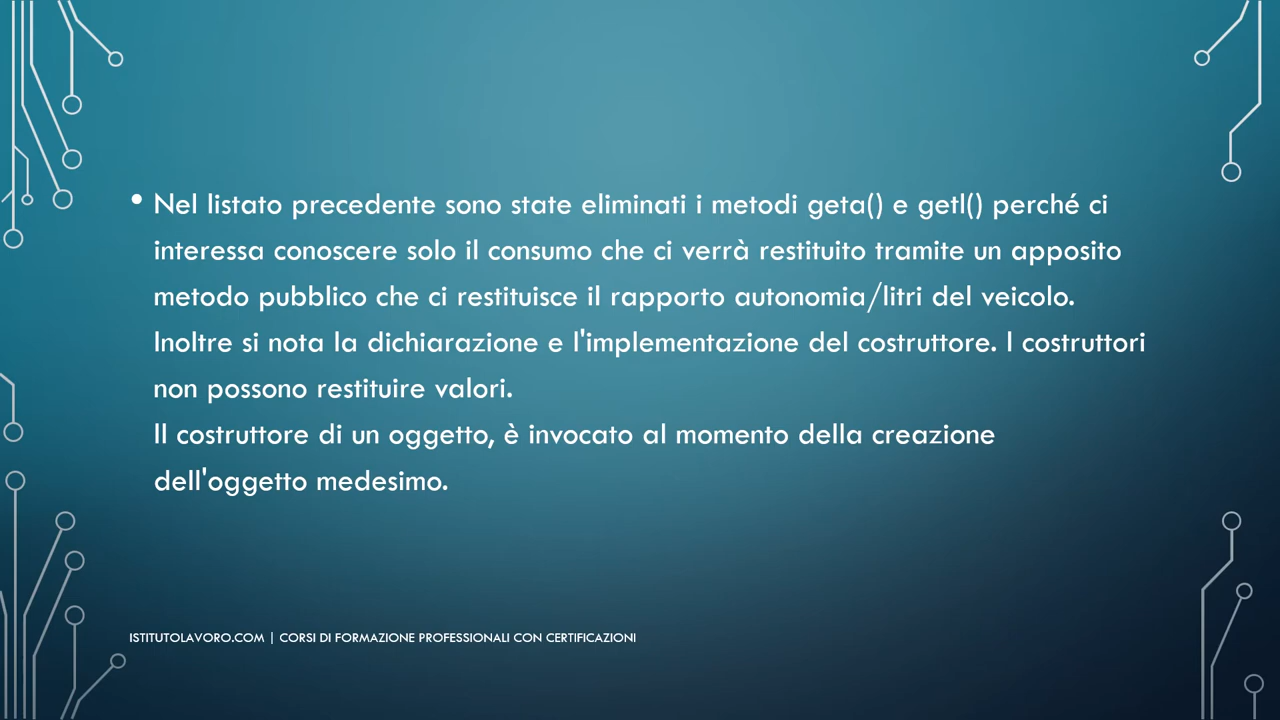 • Nel listato precedente sono state eliminati i metodi geta() e getl() perché ci
interessa conoscere solo il consumo che ci verrà restituito tramite un apposito
metodo pubblico che ci restituisce il rapporto autonomia/litri del veicolo.
Inoltre si nota la dichiarazione e l'implementazione del costruttore. I costruttori
non possono restituire valori.
Il costruttore di un oggetto, è invocato al momento della creazione
dell'oggetto medesimo.
ISTITUTOLAVORO.COM | CORSI DI FORMAZIONE PROFESSIONALI CON CERTIFICAZIONI